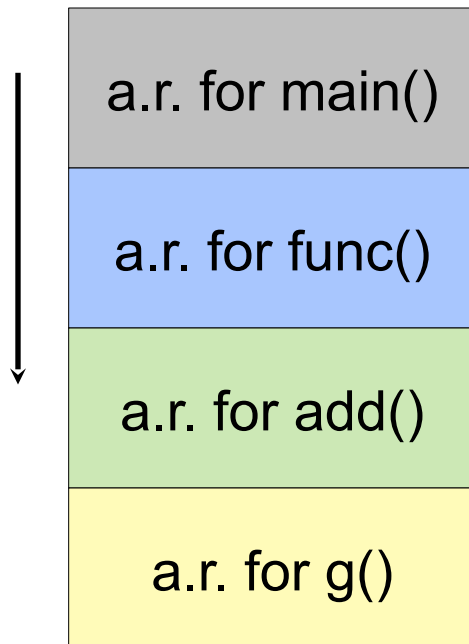 a.r. for main()
a.r. for func()
a.r. for add()
a.r. for g()